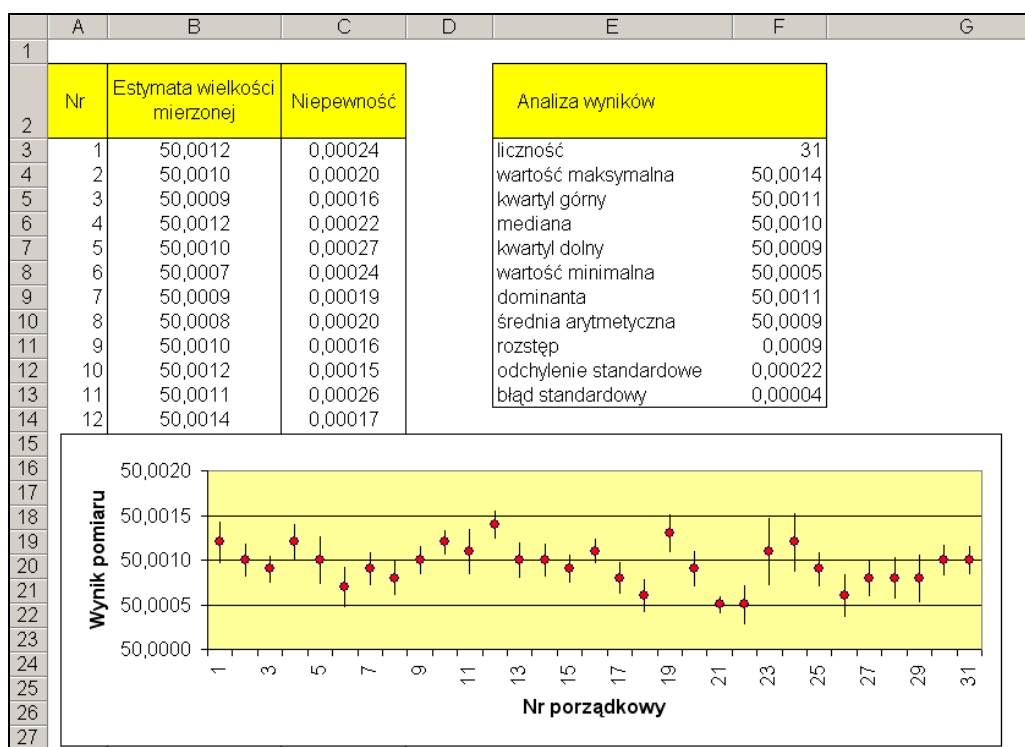 A B C D E F G
1
2 Nr Estymata wielkości mierzonej Niepewność Analiza wyników
3 1 50,0012 0,00024 liczność 31
4 2 50,0010 0,00020 wartość maksymalna 50,0014
5 3 50,0009 0,00016 kwartyl górny 50,0011
6 4 50,0012 0,00022 mediana 50,0010
7 5 50,0010 0,00027 kwartyl dolny 50,0009
8 6 50,0007 0,00024 wartość minimalna 50,0005
9 7 50,0009 0,00019 dominanta 50,0011
10 8 50,0008 0,00020 średnia arytmetyczna 50,0009
11 9 50,0010 0,00016 rozstęp 0,0009
12 10 50,0012 0,00015 odchylenie standardowe 0,00022
13 11 50,0011 0,00026 błąd standardowy 0,00004
14 12 50,0014 0,00017
15
16
17
18
19
20
21
22
23
24
25
26
27
Wynik pomiaru
50,0020
50,0015
50,0010
50,0005
50,0000
1 3 5 7 9 11 13 15 17 19 21 23 25 27 29 31
Nr porządkowy